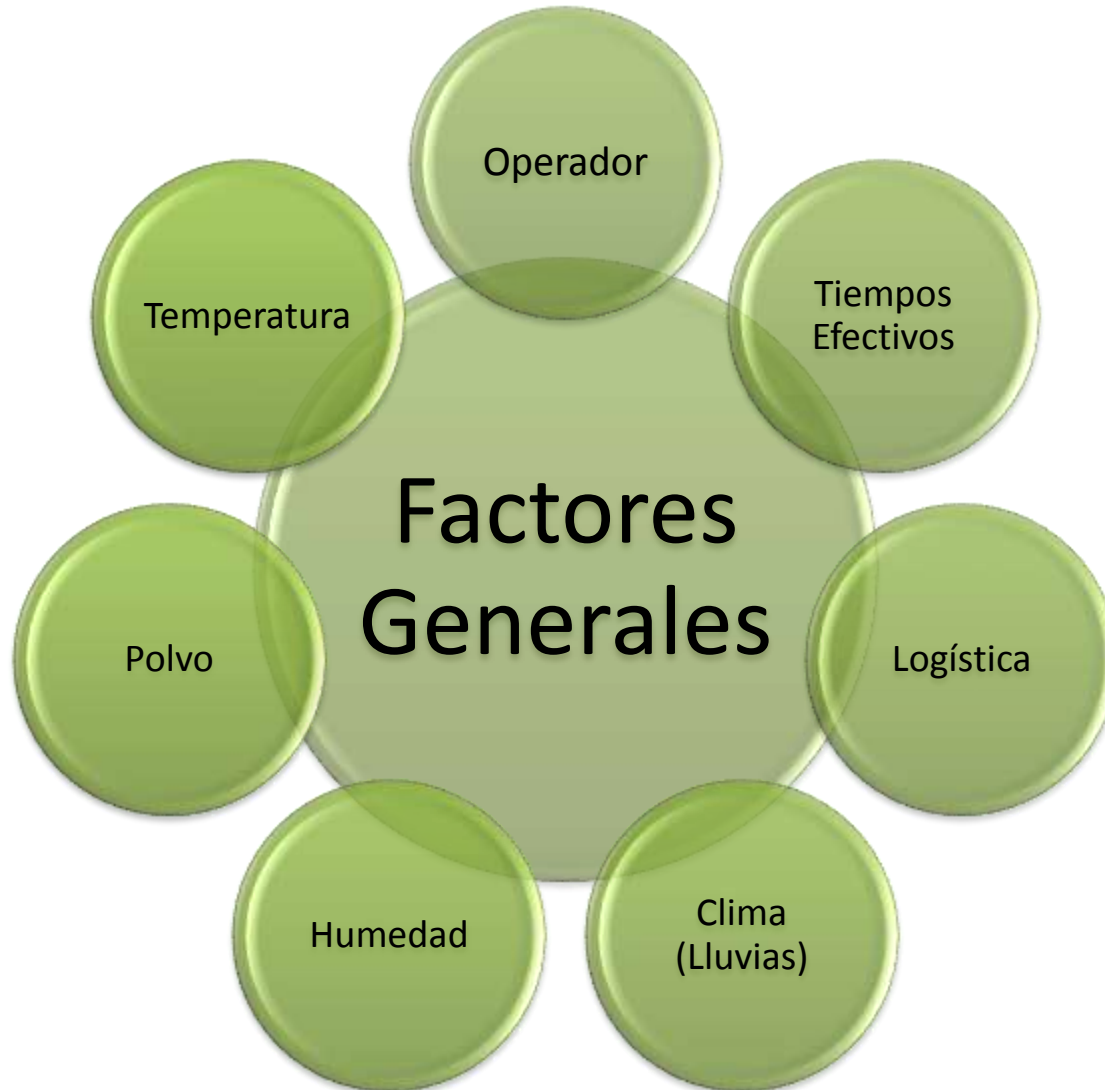 Operador
Tiempos
Efectivos
Logística
Clima
(Lluvias)
Humedad
Polvo
Temperatura
Factores
Generales